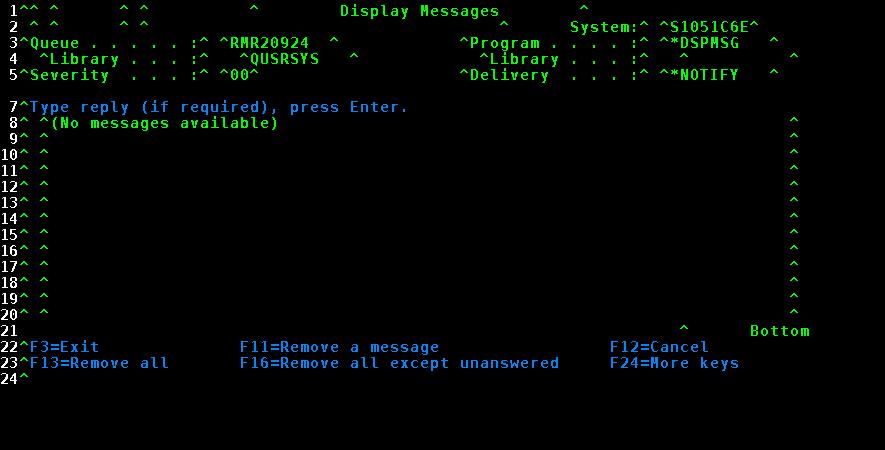 1^^ ^ ^ ^ ^ Display Messages ^
2^ ^ ^ ^ ^ System:^ ^S1051C6E^
3^Queue . . . . . :^ ^RMR20924 ^ ^Program . . . . :^ ^*DSPMSG ^
4 ^Library . . . :^ ^QUSRSYS ^ ^Library . . . :^ ^ ^
5^Severity . . . :^ ^00^ ^Delivery . . . :^ ^*NOTIFY ^
7^Type reply (if required), press Enter.
8^ ^(No messages available) ^
9^ ^ ^
10^ ^ ^
11^ ^ ^
12^ ^ ^
13^ ^ ^
14^ ^ ^
15^ ^ ^
16^ ^ ^
17^ ^ ^
18^ ^ ^
19^ ^ ^
20^ ^ ^
21 ^ Bottom
22^F3=Exit F11=Remove a message F12=Cancel
23^F13=Remove all F16=Remove all except unanswered F24=More keys
24^